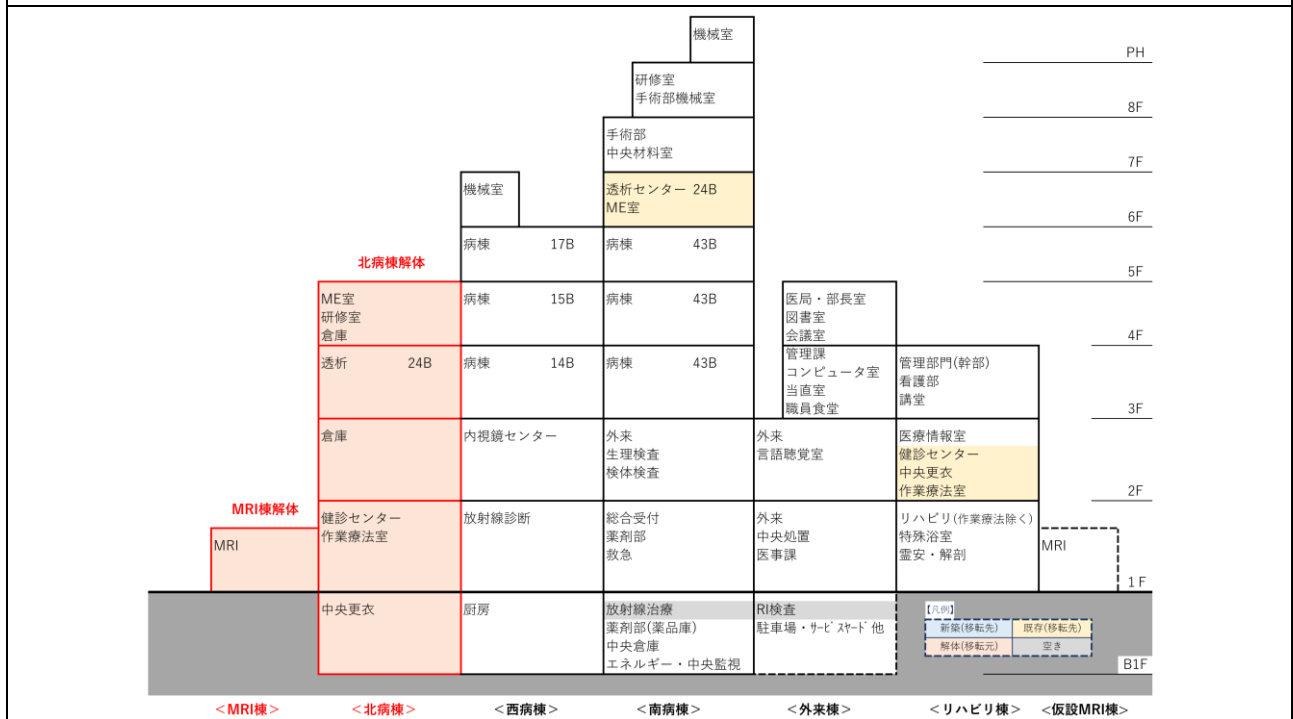 機械室
PH
研修室
手術部機械室
8F
手術部
中央材料室
7F
機械室
透析センター 24B
ME室
6F
病棟 17B
病棟 43B
5F
北病棟解体
ME室
研修室
倉庫
病棟 15B
病棟 43B
医局・部長室
図書室
会議室
4F
透析 24B
病棟 14B
病棟 43B
管理課
コンピュータ室
当直室
職員食堂
管理部門(幹部)
看護部
講堂
3F
倉庫
内視鏡センター
外来
生理検査
検体検査
外来
言語聴覚室
医療情報室
健診センター
中央更衣
作業療法室
2F
MRI棟解体
MRI
健診センター
作業療法室
放射線診断
総合受付
薬剤部
救急
外来
中央処置
医事課
リハビリ(作業療法除く)
特殊浴室
霊安・解剖
MRI
1F
中央更衣
厨房
放射線治療
薬剤部(薬品庫)
中央倉庫
エネルギー・中央監視
RI検査
駐車場・サービスヤード他
【凡例】
新築(移転先) 既存(移転先)
解体(移転元) 空き
B1F
<MRI棟> <北病棟> <西病棟> <南病棟> <外来棟> <リハビリ棟> <仮設MRI棟>